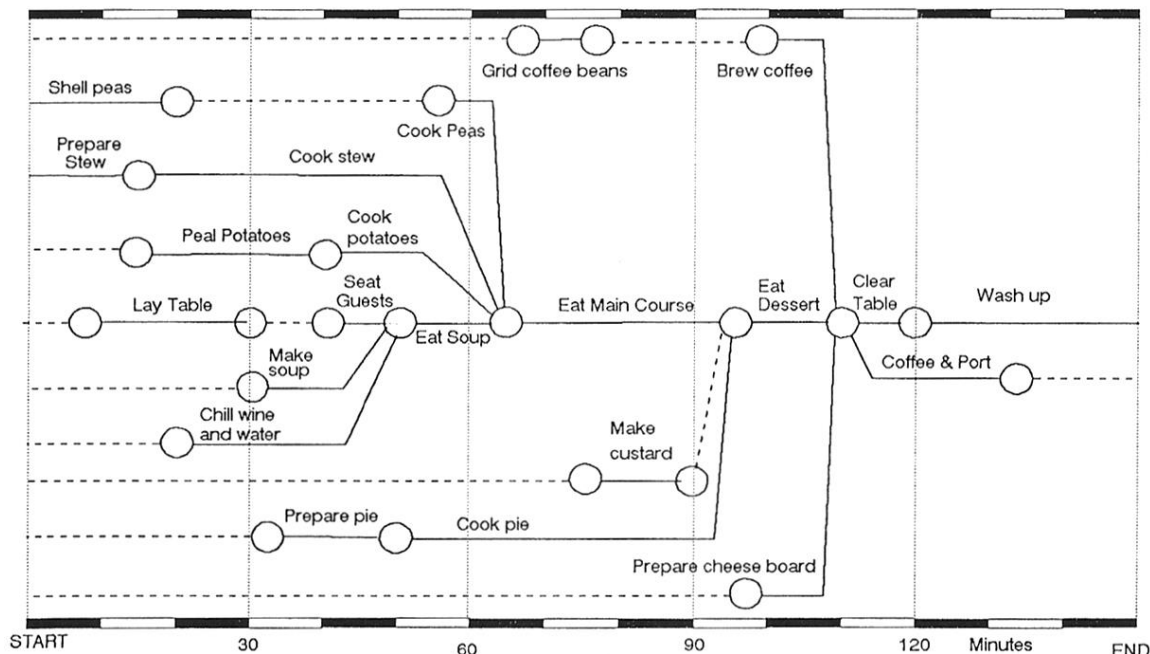 Grid coffee beans
Brew coffee
Shell peas
Cook Peas
Prepare
Stew
Cook stew
Peal Potatoes
Cook
potatoes
Lay Table
Seat
Guests
Eat Soup
Eat Main Course
Eat
Dessert
Clear
Table
Wash up
Make
soup
Coffee & Port
Chill wine
and water
Make
custard
Prepare pie
Cook pie
Prepare cheese board
START
30
60
90
120
Minutes
END